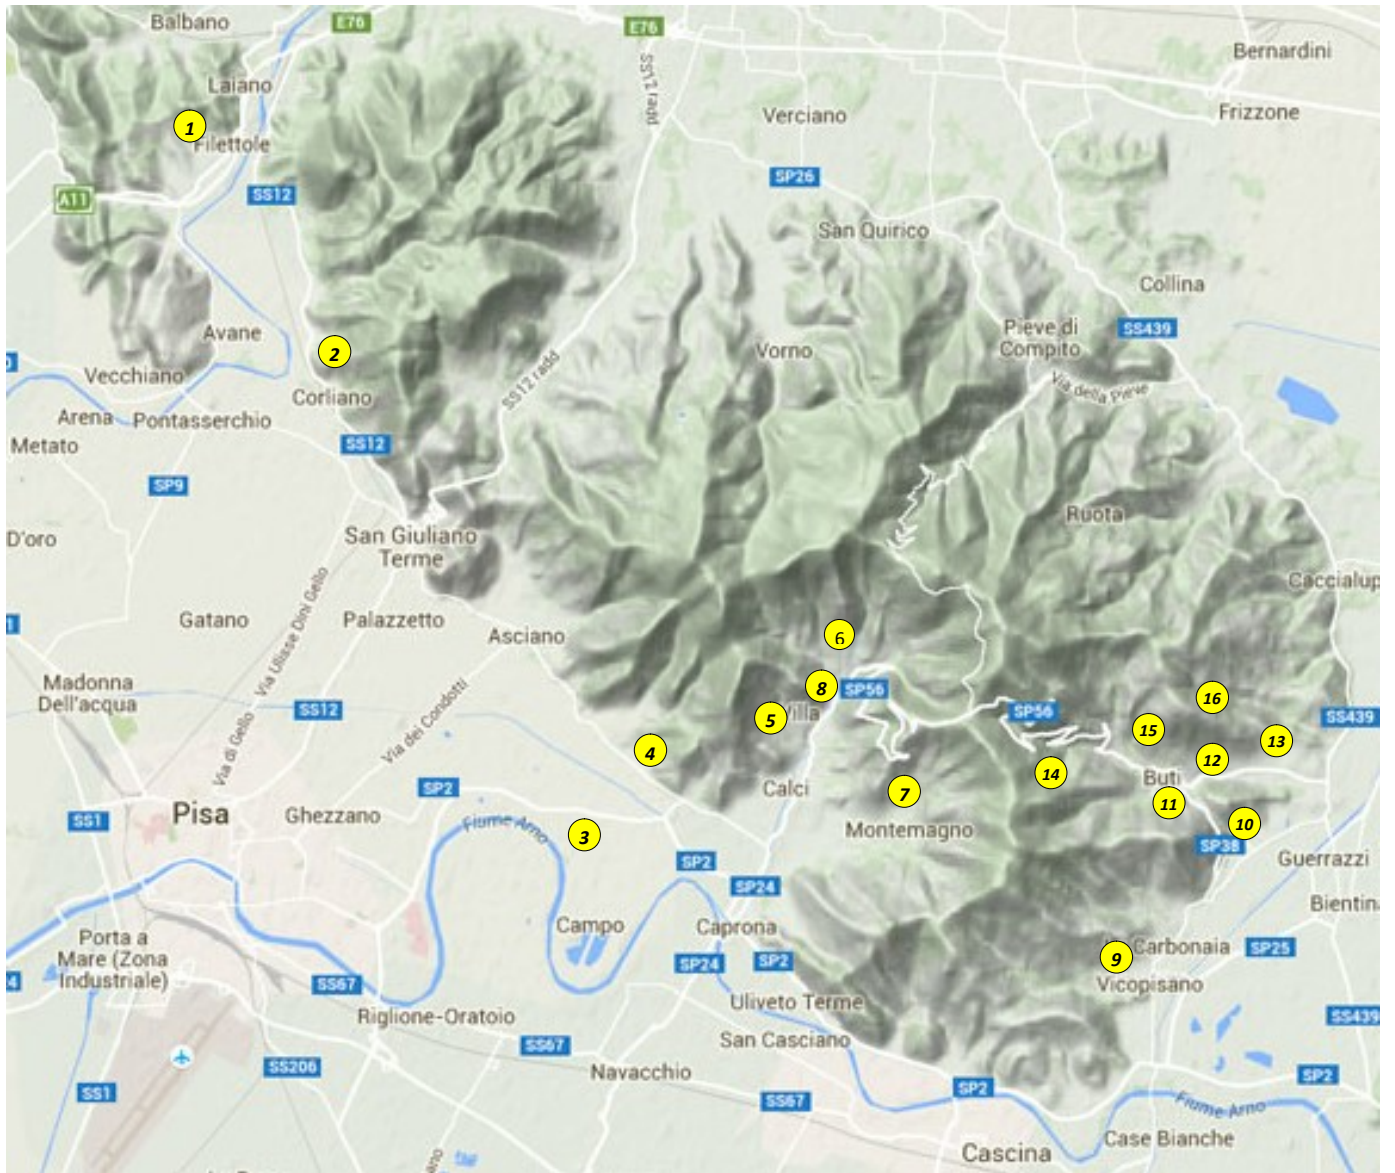 Balbano
E76
E76
Bernardini
SS12 radd
Laiano
Frizzone
Verciano
1
Filettole
SP26
A11
SS12
San Quirico
Collina
Avane
Pieve di
Compito
SS439
2
Vorno
Vecchiano
Via della Pieve
Corliano
SS12 radd
Arena
Pontasserchio
Metato
SS12
SP9
Ruota
San Giuliano
Terme
D'oro
Caccialup
Via Ulisse Dini Gello
Gatano
Palazzetto
Asciano
6
Madonna
Dell'acqua
Via dei Condotti
8
SP56
16
SS12
5
Villa
SP56
15
SS439
Via di Gello
4
13
12
14
SP2
Calci
7
Buti
11
Pisa
SS1
Ghezzano
Fiume Arno
3
Montemagno
10
SP38
SP2
Guerrazzi
SP24
Bientin
Porta a
Mare (Zona
Industriale)
Campo
Caprona
Carbonaia
SP25
9
SP24
SP2
4
SS67
Vicopisano
Uliveto Terme
Riglione-Oratoio
SS439
San Casciano
SS67
SS206
Navacchio
SP2
SP2
SS1
SS67
Fiume Arno
Case Bianche
Cascina
ano